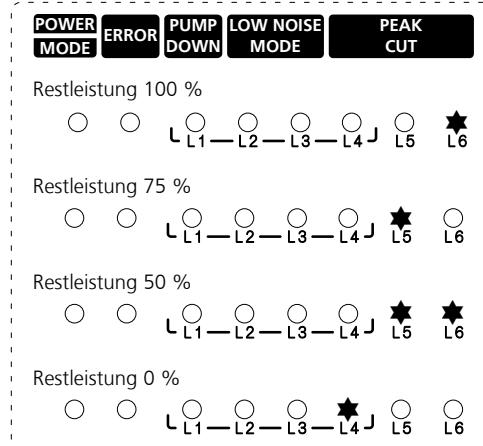 POWER MODE ERROR PUMP DOWN LOW NOISE MODE PEAK CUT
Restleistung 100 %
L1 L2 L3 L4 L5 L6
Restleistung 75 %
L1 L2 L3 L4 L5 L6
Restleistung 50 %
L1 L2 L3 L4 L5 L6
Restleistung 0 %
L1 L2 L3 L4 L5 L6